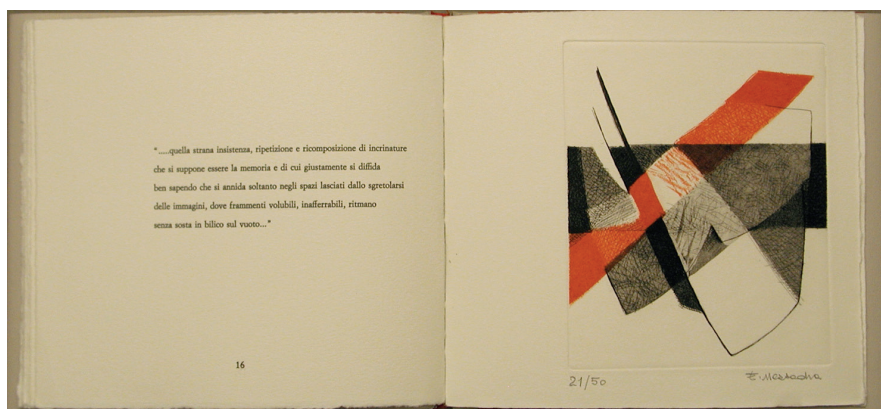 ".....quella strana insistenza, ripetizione e ricomposizione di incrinature
che si suppone essere la memoria e di cui giustamente si diffida
ben sapendo che si annida soltanto negli spazi lasciati dallo sgretolarsi
delle immagini, dove frammenti volubili, inafferrabili, ritmano
senza sosta in bilico sul vuoto..."
16
21/50